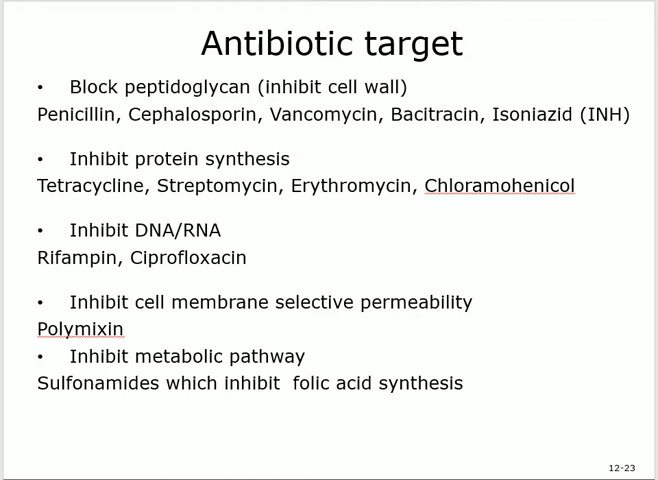 Antibiotic target
• Block peptidoglycan (inhibit cell wall)
Penicillin, Cephalosporin, Vancomycin, Bacitracin, Isoniazid (INH)
• Inhibit protein synthesis
Tetracycline, Streptomycin, Erythromycin, Chloramohenicol
• Inhibit DNA/RNA
Rifampin, Ciprofloxacin
• Inhibit cell membrane selective permeability
Polymixin
• Inhibit metabolic pathway
Sulfonamides which inhibit  folic acid synthesis
12-23